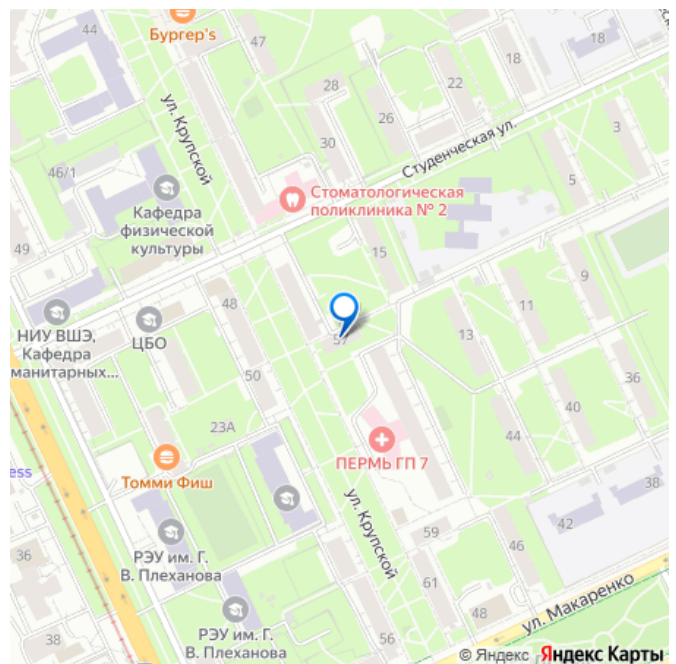 44
Бургер's
47
18
18
28
22
26
3
30
ул. Крупской
Студенческая ул.
46/1
5
Кафедра
физической
культуры
Стоматологическая
поликлиника № 2
49
15
9
48
11
НИУ ВШЭ,
Кафедра
манитарных...
ЦБО
57
13
50
36
40
23А
44
ПЕРМЬ ГП 7
ess
Томми Фиш
38
ул. Крупской
42
59
46
36
РЭУ им. Г.
В. Плеханова
61
ул. Макаренко
48
38
РЭУ им. Г.
В. Плеханова
56
© Яндекс Яндекс Карты